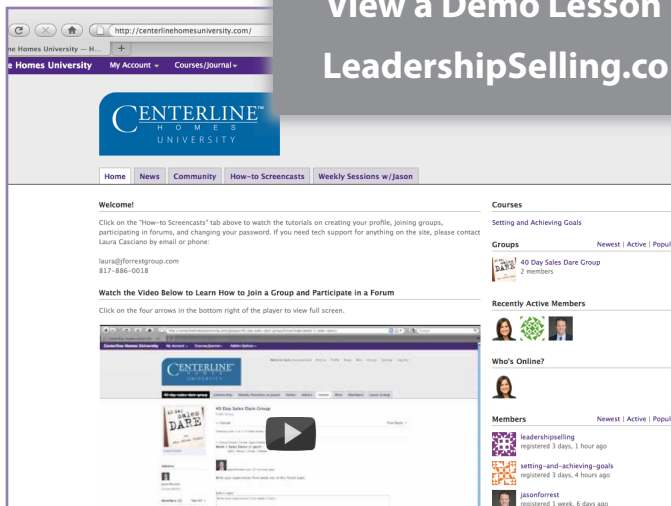 View a Demo Lesson
LeadershipSelling.co
http://centerlinehomesuniversity.com/
ne Homes University — H...
e Homes University
My Account
Courses/Journal
CENTERLINE™
HOMES
UNIVERSITY
Home
News
Community
How-to Screencasts
Weekly Sessions w/Jason
Welcome!
Click on the "How-to Screencasts" tab above to watch the tutorials on creating your profile, joining groups,
participating in forums, and changing your password. If you need tech support for anything on the site, please contact
Laura Casciano by email or phone:
laura@jforrestgroup.com
817-886-0018
Watch the Video Below to Learn How to Join a Group and Participate in a Forum
Click on the four arrows in the bottom right of the player to view full screen.
CENTERLINE
UNIVERSITY
40 Day Sales Dare Group
Courses
Setting and Achieving Goals
Groups
Newest | Active | Popul
40 Day Sales Dare Group
2 members
Recently Active Members
Who's Online?
Members
Newest | Active | Popul
leadershipselling
registered 3 days, 1 hour ago
setting-and-achieving-goals
registered 3 days, 4 hours ago
jasonforrest
registered 1 week, 6 days ago